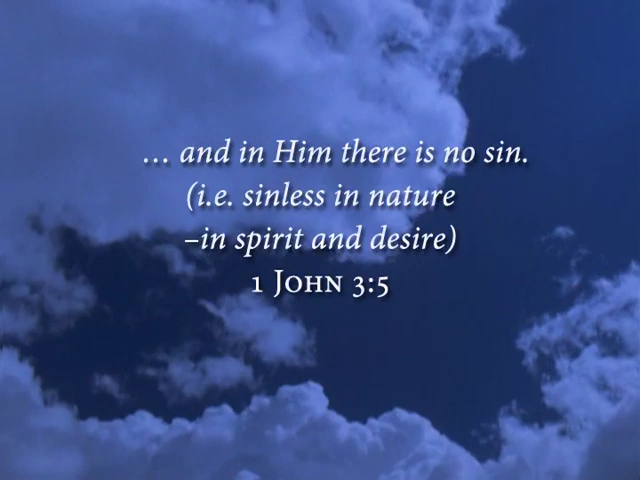 … and in Him there is no sin.
(i.e. sinless in nature
–in spirit and desire)
1 John 3:5